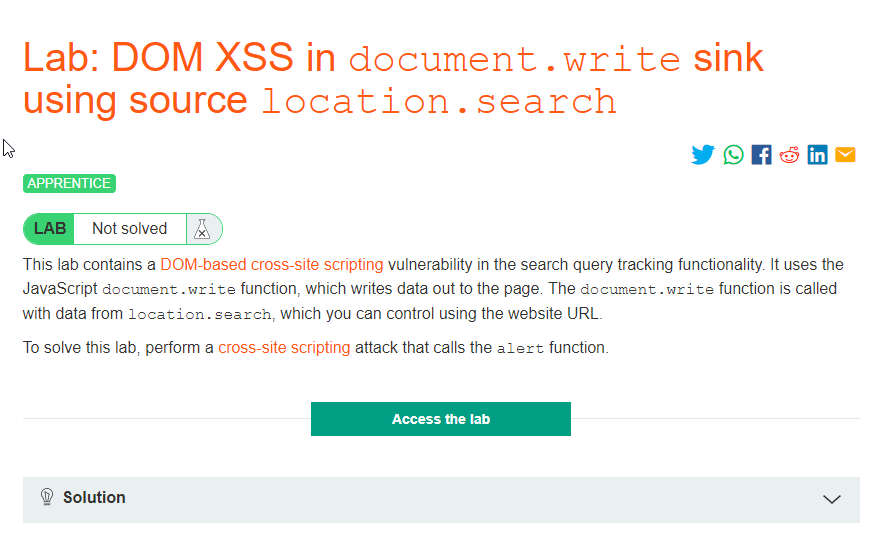 Lab: DOM XSS in document.write sink
using source location.search
APPRENTICE
LAB Not solved
This lab contains a DOM-based cross-site scripting vulnerability in the search query tracking functionality. It uses the
JavaScript document.write function, which writes data out to the page. The document.write function is called
with data from location.search, which you can control using the website URL.
To solve this lab, perform a cross-site scripting attack that calls the alert function.
Access the lab
Solution